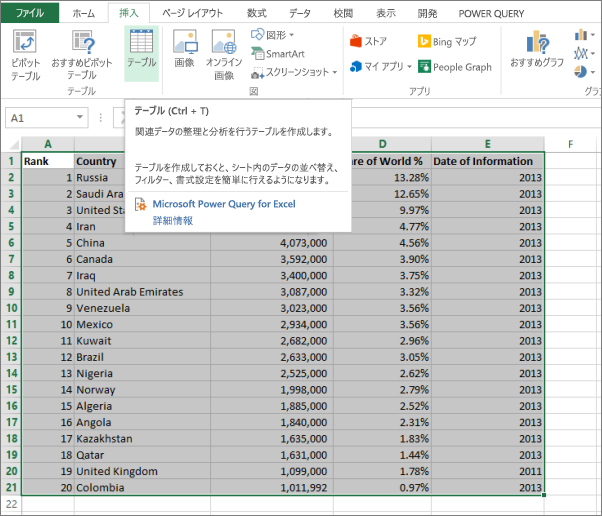 ファイル ホーム 挿入 ページ レイアウト 数式 データ 校閲 表示 開発 POWER QUERY
ピボット テーブル
おすすめピボット テーブル
テーブル
画像
オンライン 画像
図形
SmartArt
スクリーンショット
図
ストア
マイ アプリ
Bing マップ
People Graph
アプリ
おすすめグラフ
グラ
A1
テーブル (Ctrl + T)
関連データの整理と分析を行うテーブルを作成します。
テーブルを作成しておくと、シート内のデータの並べ替え、
フィルター、書式設定を簡単に行えるようになります。
Microsoft Power Query for Excel
詳細情報
A D E F
1 Rank Country are of World % Date of Information
2 1 Russia 13.28% 2013
3 2 Saudi Ara 12.65% 2013
4 3 United Sta 9.97% 2013
5 4 Iran 4.77% 2013
6 5 China 4,073,000 4.56% 2013
7 6 Canada 3,592,000 3.90% 2013
8 7 Iraq 3,400,000 3.75% 2013
9 8 United Arab Emirates 3,087,000 3.32% 2013
10 9 Venezuela 3,023,000 3.56% 2013
11 10 Mexico 2,934,000 3.56% 2013
12 11 Kuwait 2,682,000 2.96% 2013
13 12 Brazil 2,633,000 3.05% 2013
14 13 Nigeria 2,525,000 2.62% 2013
15 14 Norway 1,998,000 2.79% 2013
16 15 Algeria 1,885,000 2.52% 2013
17 16 Angola 1,840,000 2.31% 2013
18 17 Kazakhstan 1,635,000 1.83% 2013
19 18 Qatar 1,631,000 1.44% 2013
20 19 United Kingdom 1,099,000 1.78% 2011
21 20 Colombia 1,011,992 0.97% 2013
22